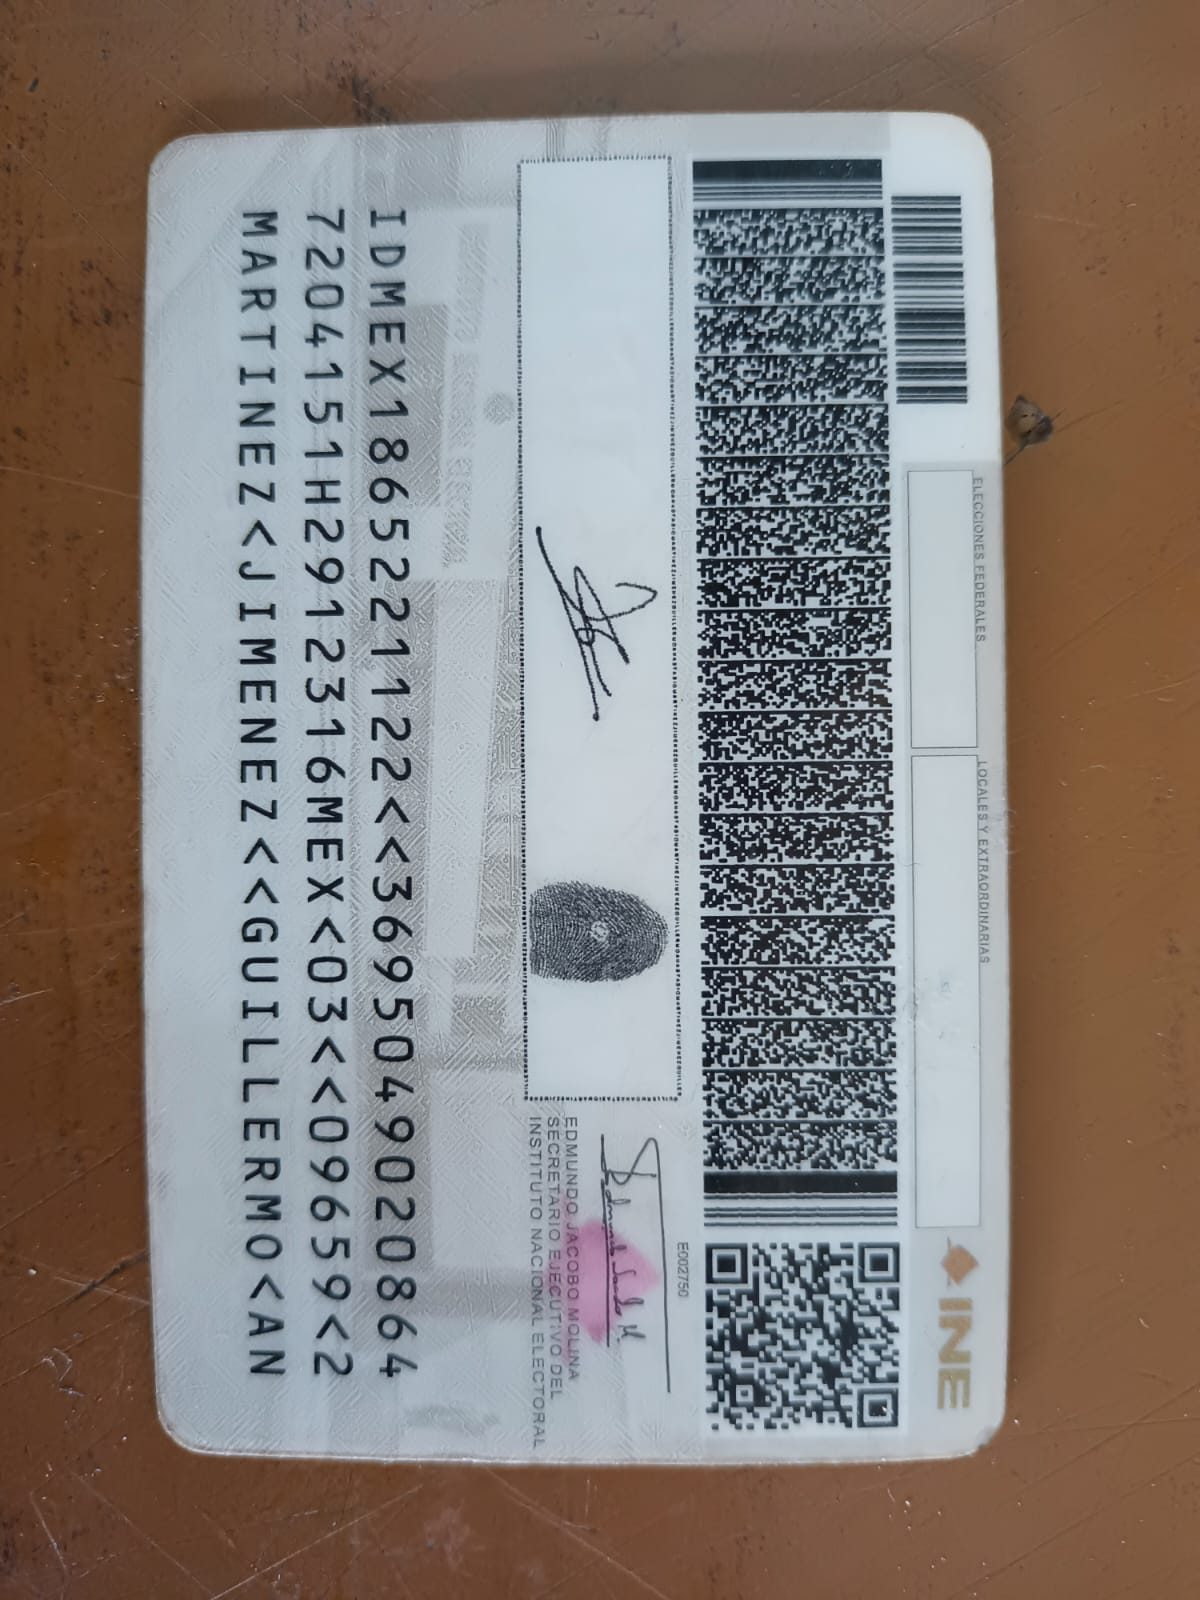 ELECCIONES FEDERALES
LOCALES Y EXTRAORDINARIAS
INE
E002750
EDMUNDO JACOBO MOLINA
SECRETARIO EJECUTIVO DEL
INSTITUTO NACIONAL ELECTORAL
IDMEX1865221122<<3695049020864
7204151H2912316MEX<03<<09659<2
MARTINEZ<JIMENEZ<<GUILLERMO<AN